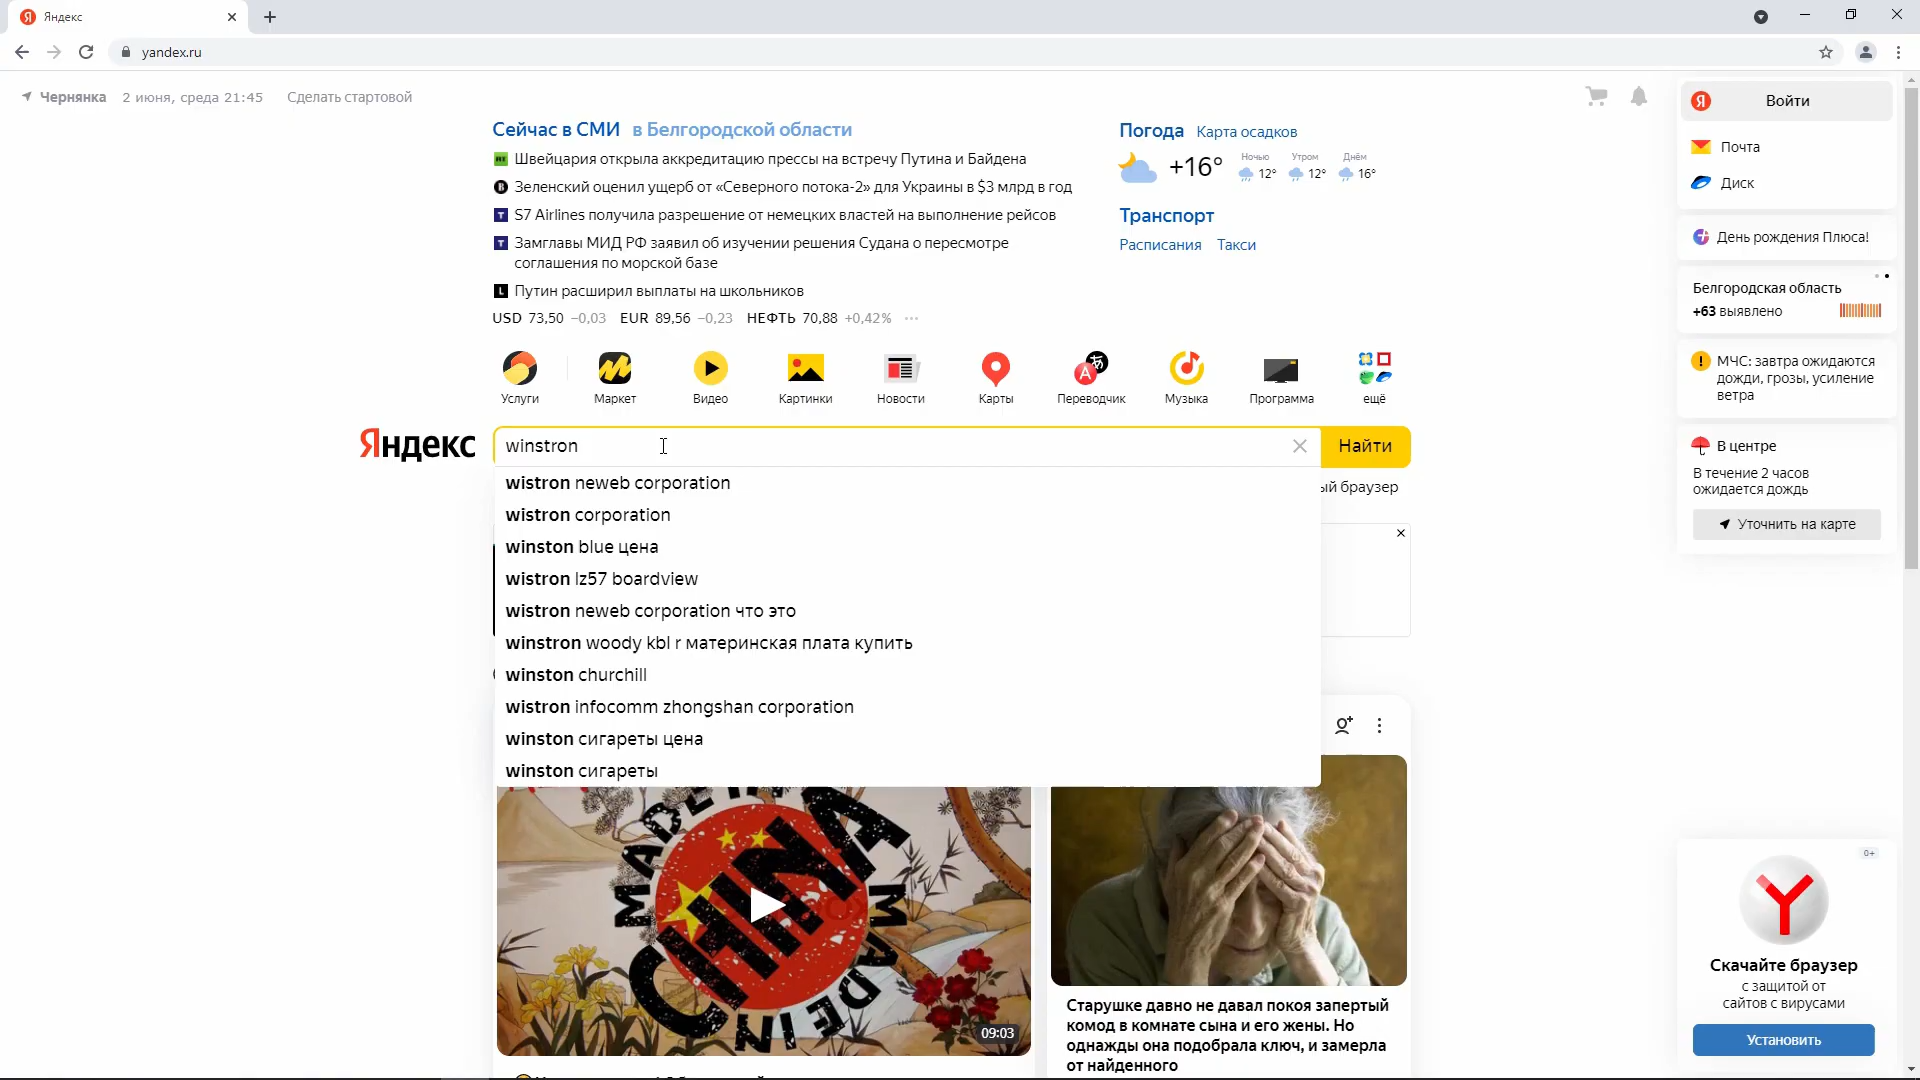 Яндекс
yandex.ru
Чернянка 2 июня, среда 21:45 Сделать стартовой
Сейчас в СМИ в Белгородской области
Швейцария открыла аккредитацию прессы на встречу Путина и Байдена
Зеленский оценил ущерб от «Северного потока-2» для Украины в $3 млрд в год
S7 Airlines получила разрешение от немецких властей на выполнение рейсов
Замглавы МИД РФ заявил об изучении решения Судана о пересмотре
соглашения по морской базе
Путин расширил выплаты на школьников
USD 73,50 −0,03 EUR 89,56 −0,23 НЕФТЬ 70,88 +0,42% ···
Погода Карта осадков
+16°
Ночью Утром Днём
12° 12° 16°
Транспорт
Расписания Такси
Я Войти
Почта
Диск
День рождения Плюса!
Белгородская область
+63 выявлено
МЧС: завтра ожидаются
дожди, грозы, усиление
ветра
В центре
В течение 2 часов
ожидается дождь
Уточнить на карте
Услуги Маркет Видео Картинки Новости Карты Переводчик Музыка Программа ещё
Яндекс winstron Найти
wistron neweb corporation
ый браузер
wistron corporation
winston blue цена
wistron lz57 boardview
wistron neweb corporation что это
winstron woody kbl r материнская плата купить
winston churchill
wistron infocomm zhongshan corporation
winston сигареты цена
winston сигареты
MADE IN
CHINA
MADE IN
09:03
Старушке давно не давал покоя запертый
комод в комнате сына и его жены. Но
однажды она подобрала ключ, и замерла
от найденного
0+
Скачайте браузер
с защитой от
сайтов с вирусами
Установить